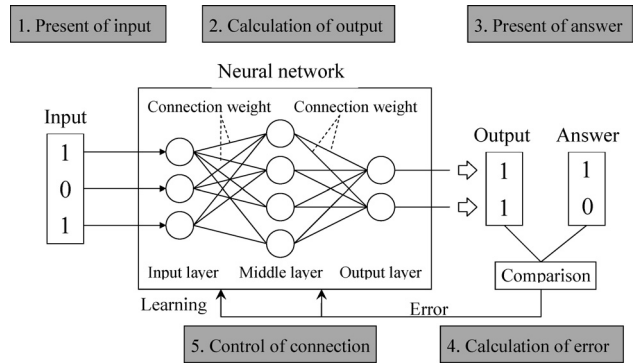 1. Present of input
2. Calculation of output
3. Present of answer
Neural network
Connection weight
Connection weight
Input
Output
Answer
1
0
1
1
1
1
0
Input layer
Middle layer
Output layer
Comparison
Learning
Error
5. Control of connection
4. Calculation of error